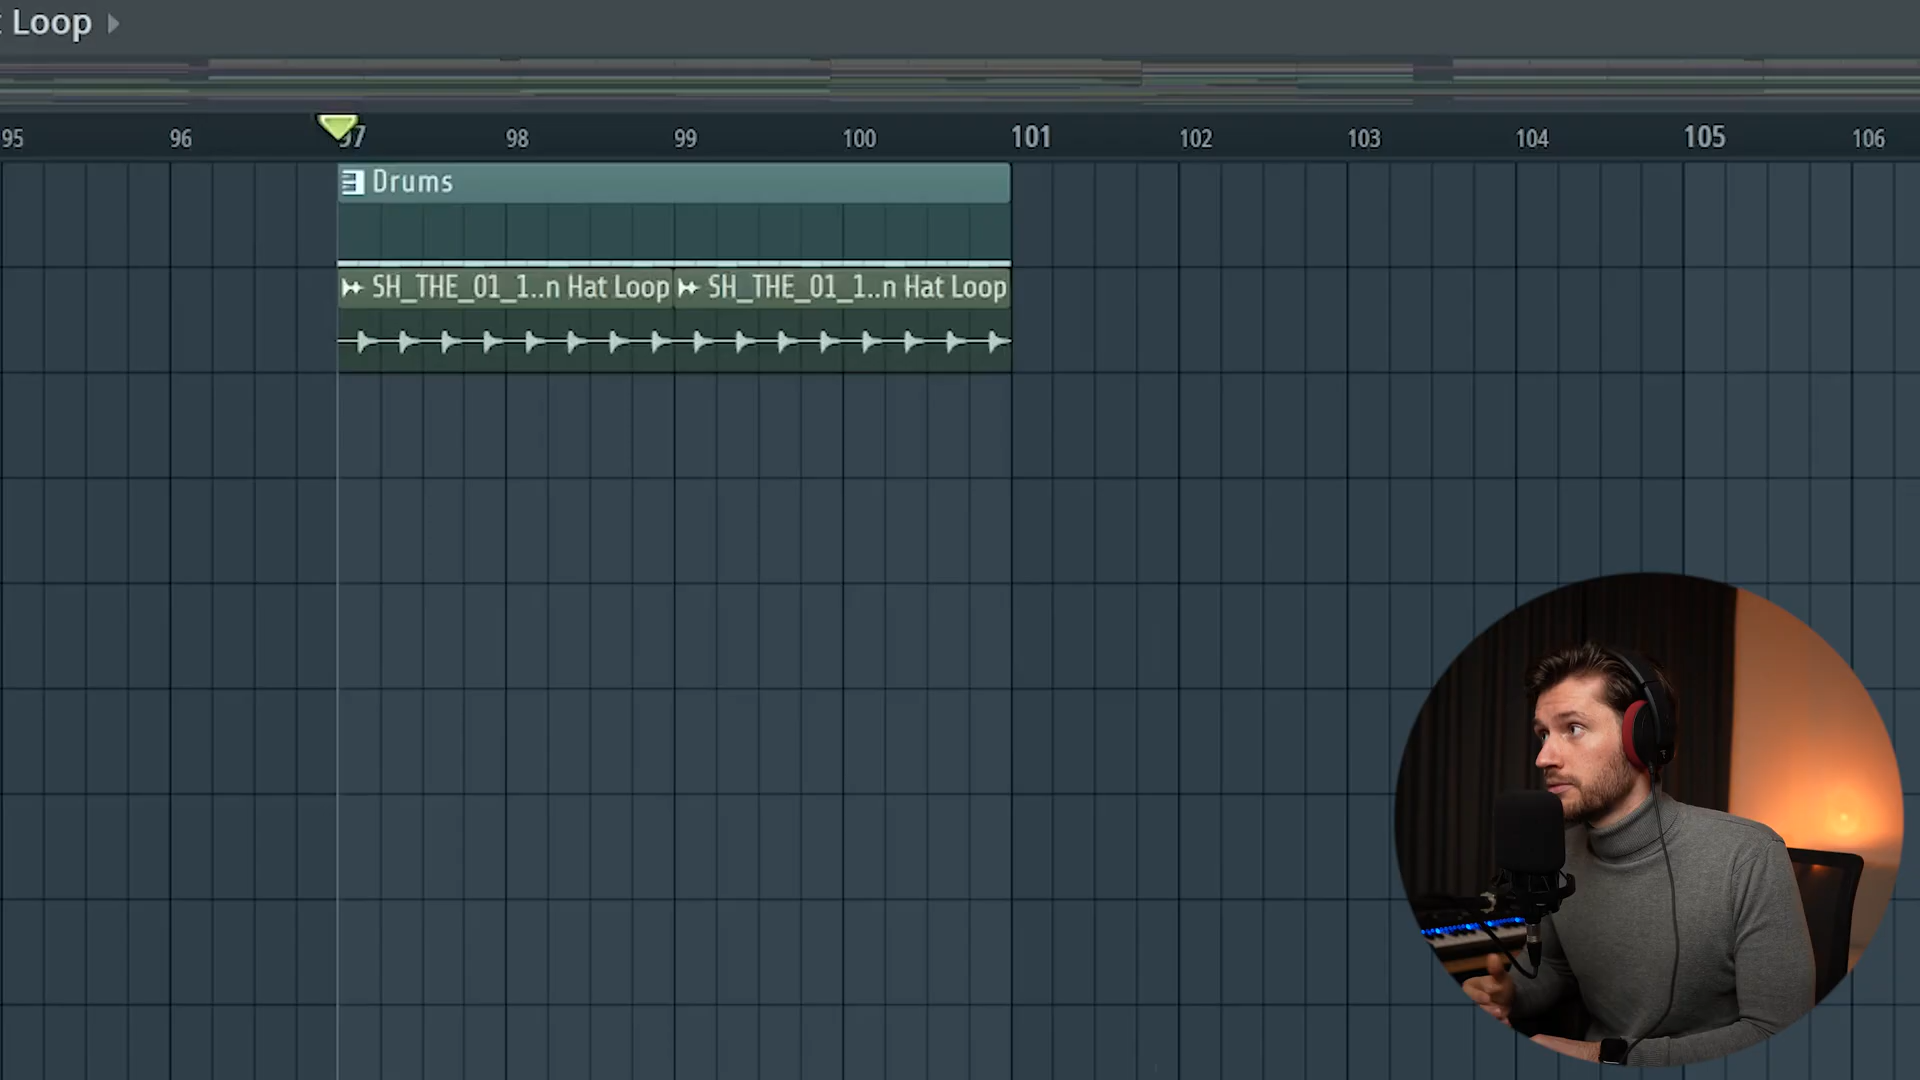 t Loop
95 96 97 98 99 100 101 102 103 104 105 106
Drums
SH_THE_01_1..n Hat Loop SH_THE_01_1..n Hat Loop